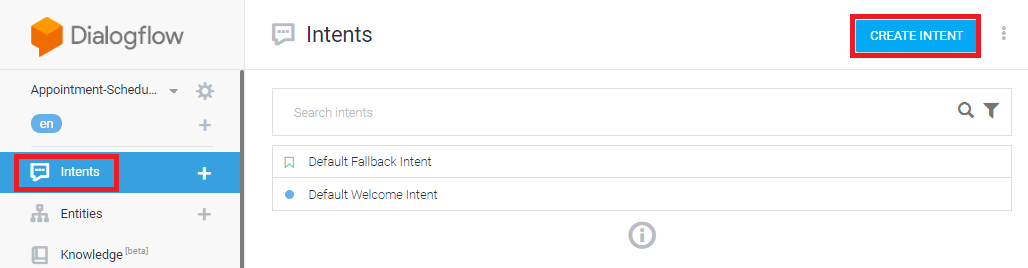 Dialogflow
Appointment-Schedu...
en
Intents
Entities
Knowledge [beta]
Intents
CREATE INTENT
Search intents
Default Fallback Intent
Default Welcome Intent